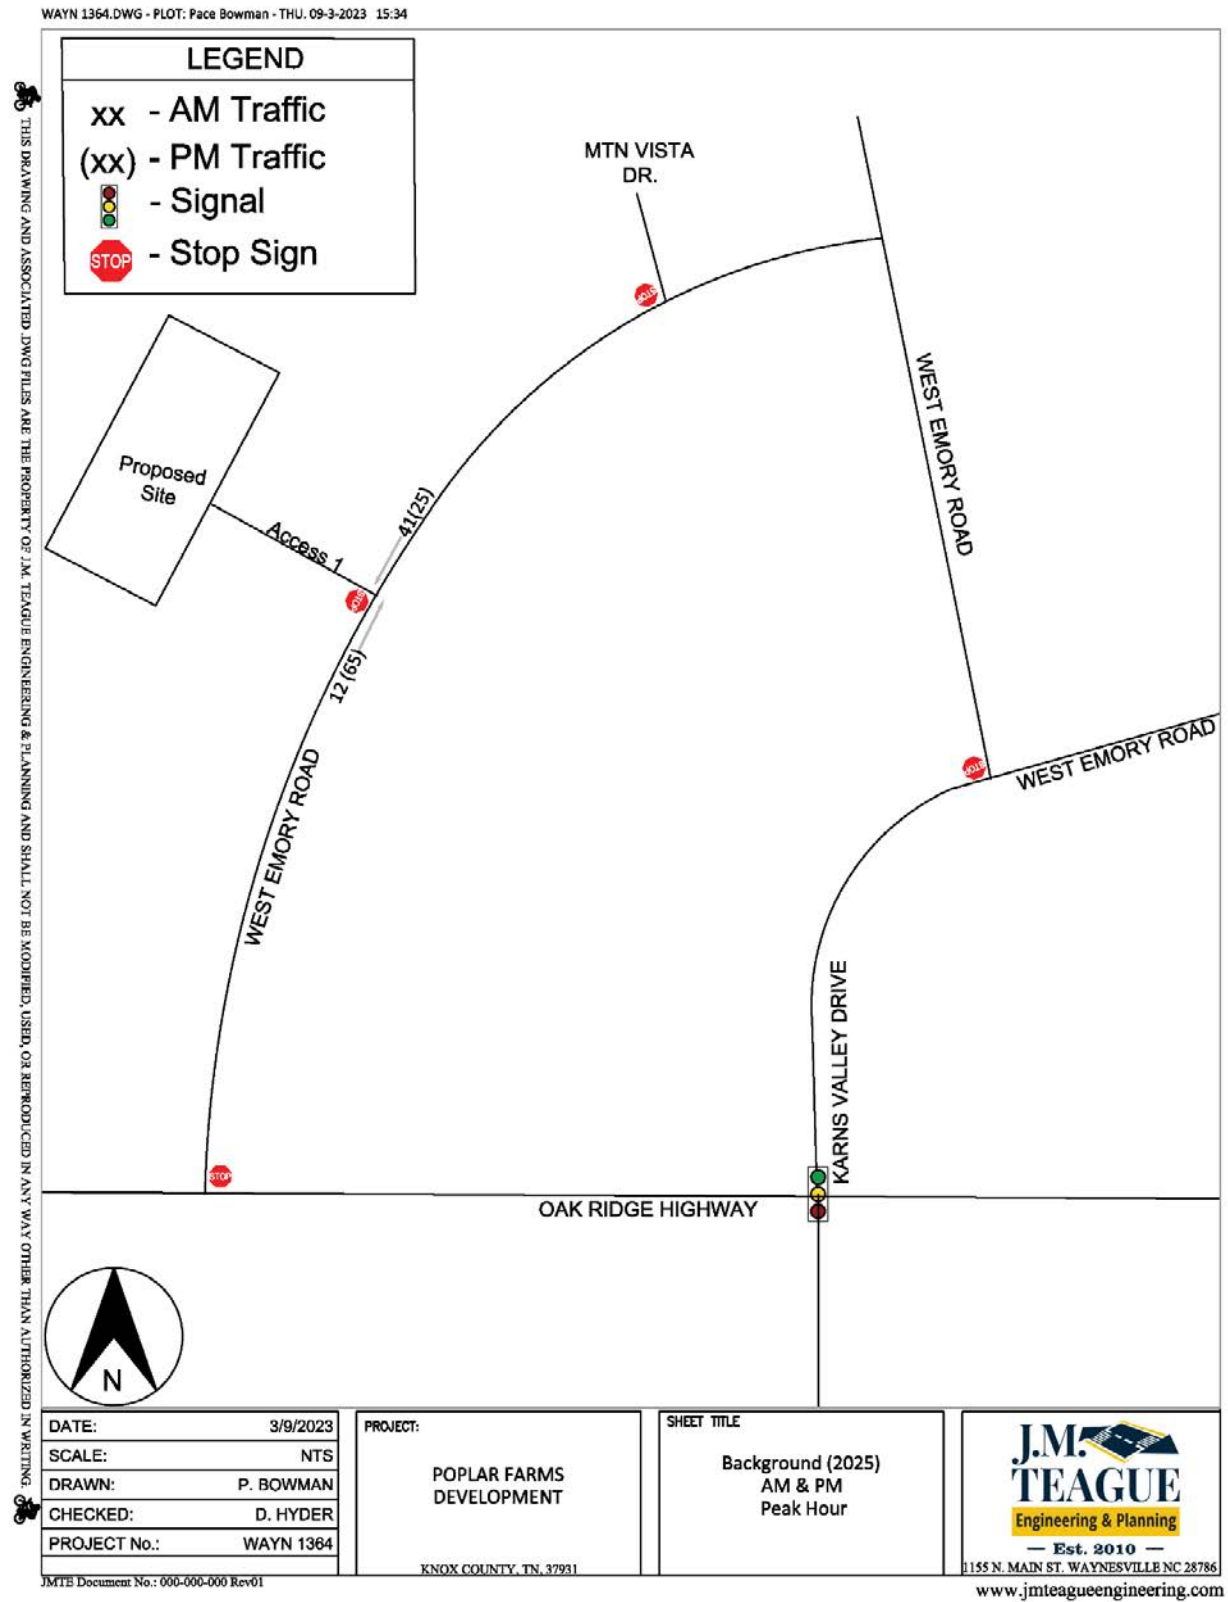 WAYN 1364.DWG - PLOT: Pace Bowman - THU. 09-3-2023 15:34
LEGEND
xx - AM Traffic
(xx) - PM Traffic
- Signal
STOP - Stop Sign
THIS DRAWING AND ASSOCIATED .DWG FILES ARE THE PROPERTY OF J.M. TEAGUE ENGINEERING & PLANNING AND SHALL NOT BE MODIFIED, USED, OR REPRODUCED IN ANY WAY OTHER THAN AUTHORIZED IN WRITING.
MTN VISTA
DR.
STOP
WEST EMORY ROAD
Proposed
Site
Access 1
41(25)
STOP
12 (65)
WEST EMORY ROAD
STOP
WEST EMORY ROAD
KARNS VALLEY DRIVE
STOP
OAK RIDGE HIGHWAY
N
DATE: 3/9/2023
SCALE: NTS
DRAWN: P. BOWMAN
CHECKED: D. HYDER
PROJECT No.: WAYN 1364
JMTE Document No.: 000-000-000 Rev01
PROJECT:
POPLAR FARMS
DEVELOPMENT
KNOX COUNTY, TN, 37931
SHEET TITLE
Background (2025)
AM & PM
Peak Hour
J.M.
TEAGUE
Engineering & Planning
— Est. 2010 —
1155 N. MAIN ST. WAYNESVILLE NC 28786
www.jmteagueengineering.com